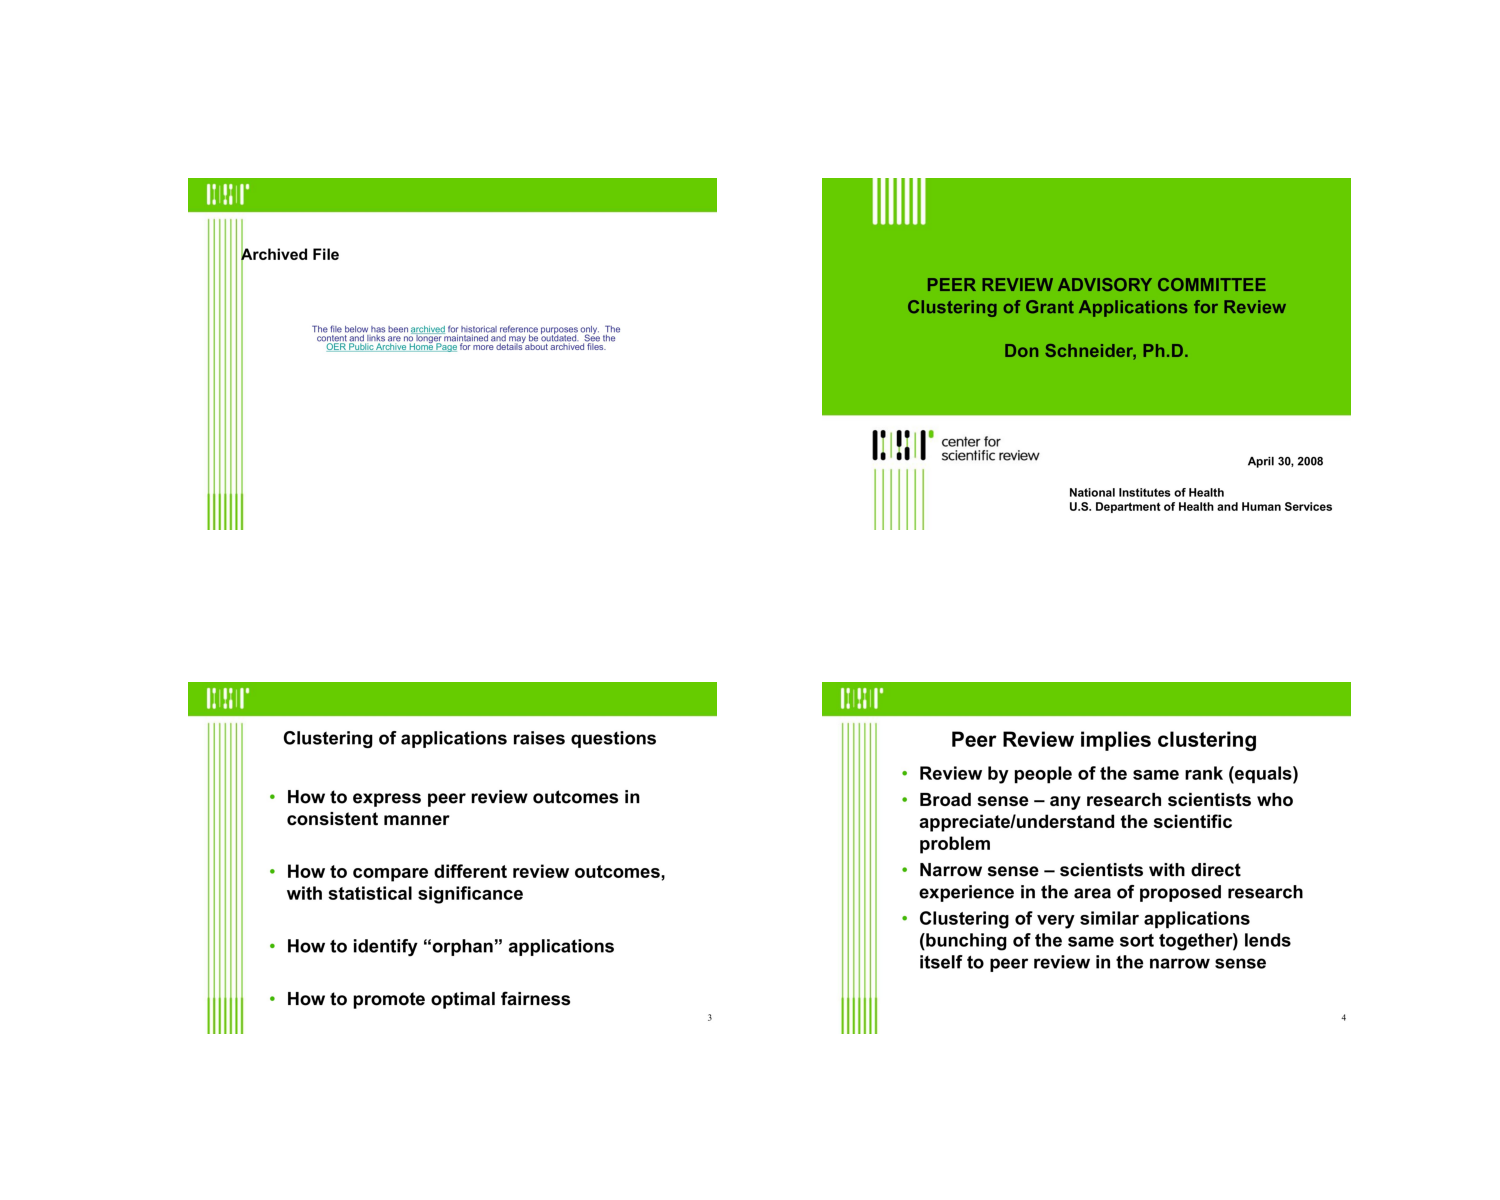 Archived File
The file below has been archived for historical reference purposes only.  The
content and links are no longer maintained and may be outdated.  See the
OER Public Archive Home Page for more details about archived files.
PEER REVIEW ADVISORY COMMITTEE
Clustering of Grant Applications for Review
Don Schneider, Ph.D.
center for
scientific review
April 30, 2008
National Institutes of Health
U.S. Department of Health and Human Services
Clustering of applications raises questions
• How to express peer review outcomes in
consistent manner
• How to compare different review outcomes,
with statistical significance
• How to identify “orphan” applications
• How to promote optimal fairness
3
Peer Review implies clustering
• Review by people of the same rank (equals)
• Broad sense – any research scientists who
appreciate/understand the scientific
problem
• Narrow sense – scientists with direct
experience in the area of proposed research
• Clustering of very similar applications
(bunching of the same sort together) lends
itself to peer review in the narrow sense
4